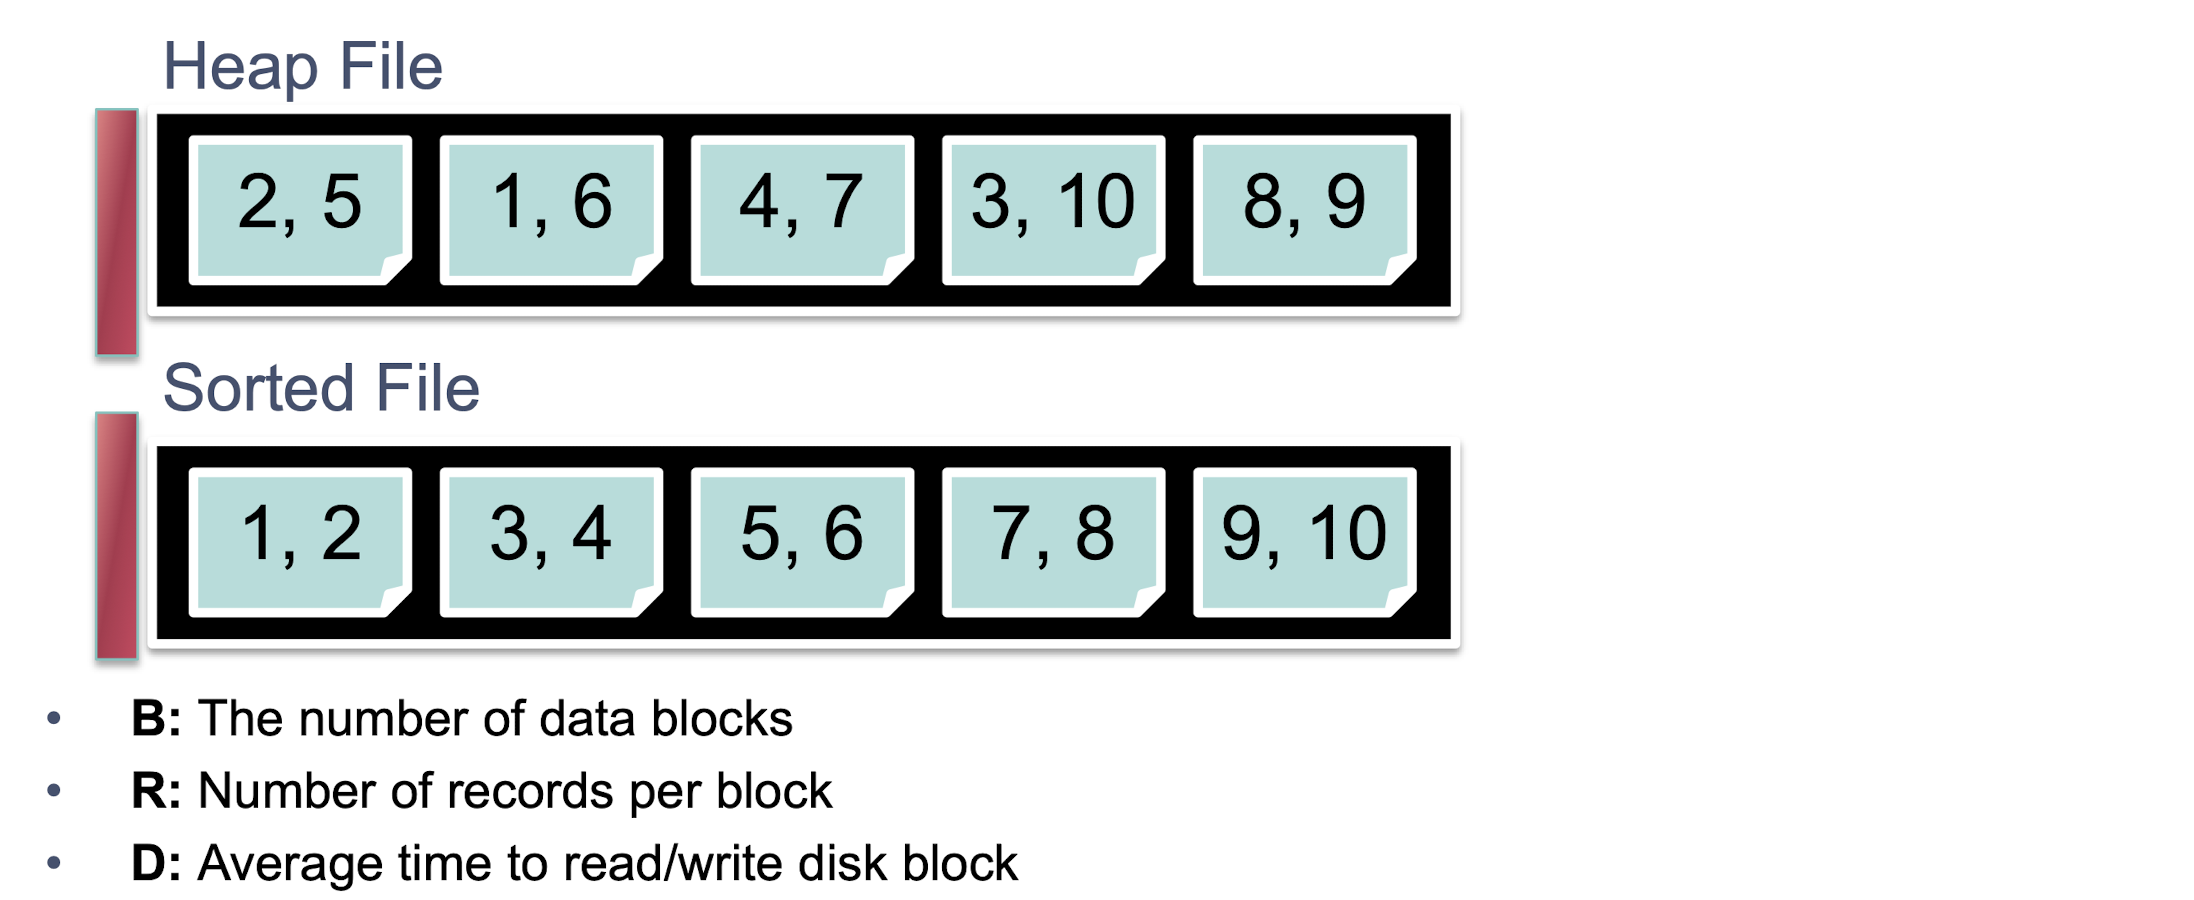 Heap File
2, 5 1, 6 4, 7 3, 10 8, 9
Sorted File
1, 2 3, 4 5, 6 7, 8 9, 10
• B: The number of data blocks
• R: Number of records per block
• D: Average time to read/write disk block